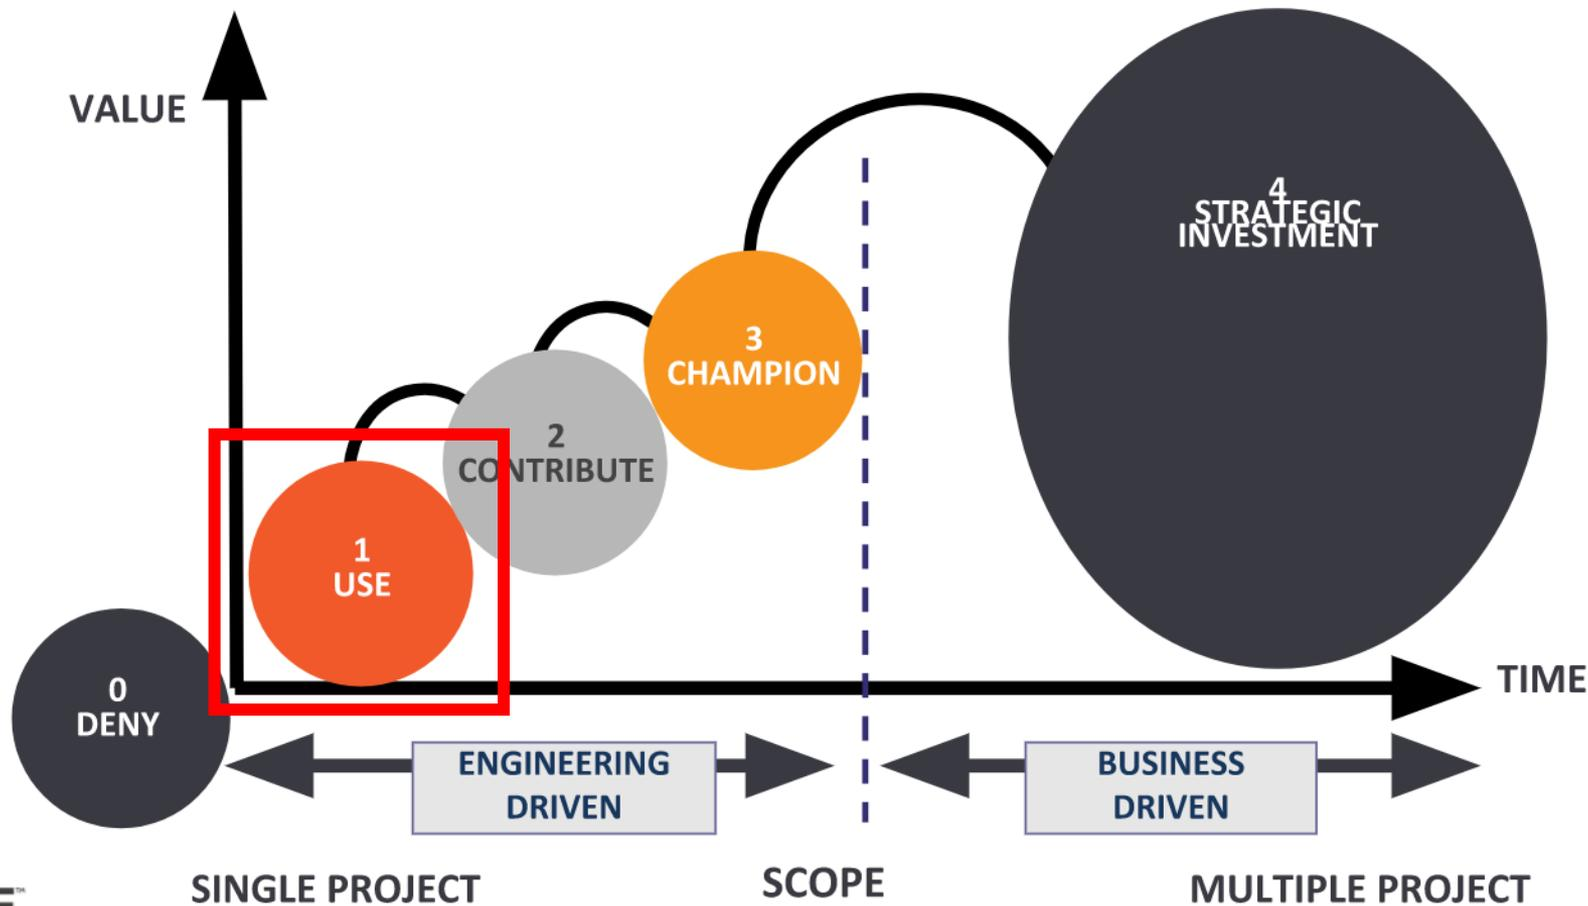 VALUE
4
STRATEGIC
INVESTMENT
3
CHAMPION
2
CONTRIBUTE
1
USE
0
DENY
TIME
ENGINEERING
DRIVEN
BUSINESS
DRIVEN
SINGLE PROJECT
SCOPE
MULTIPLE PROJECT